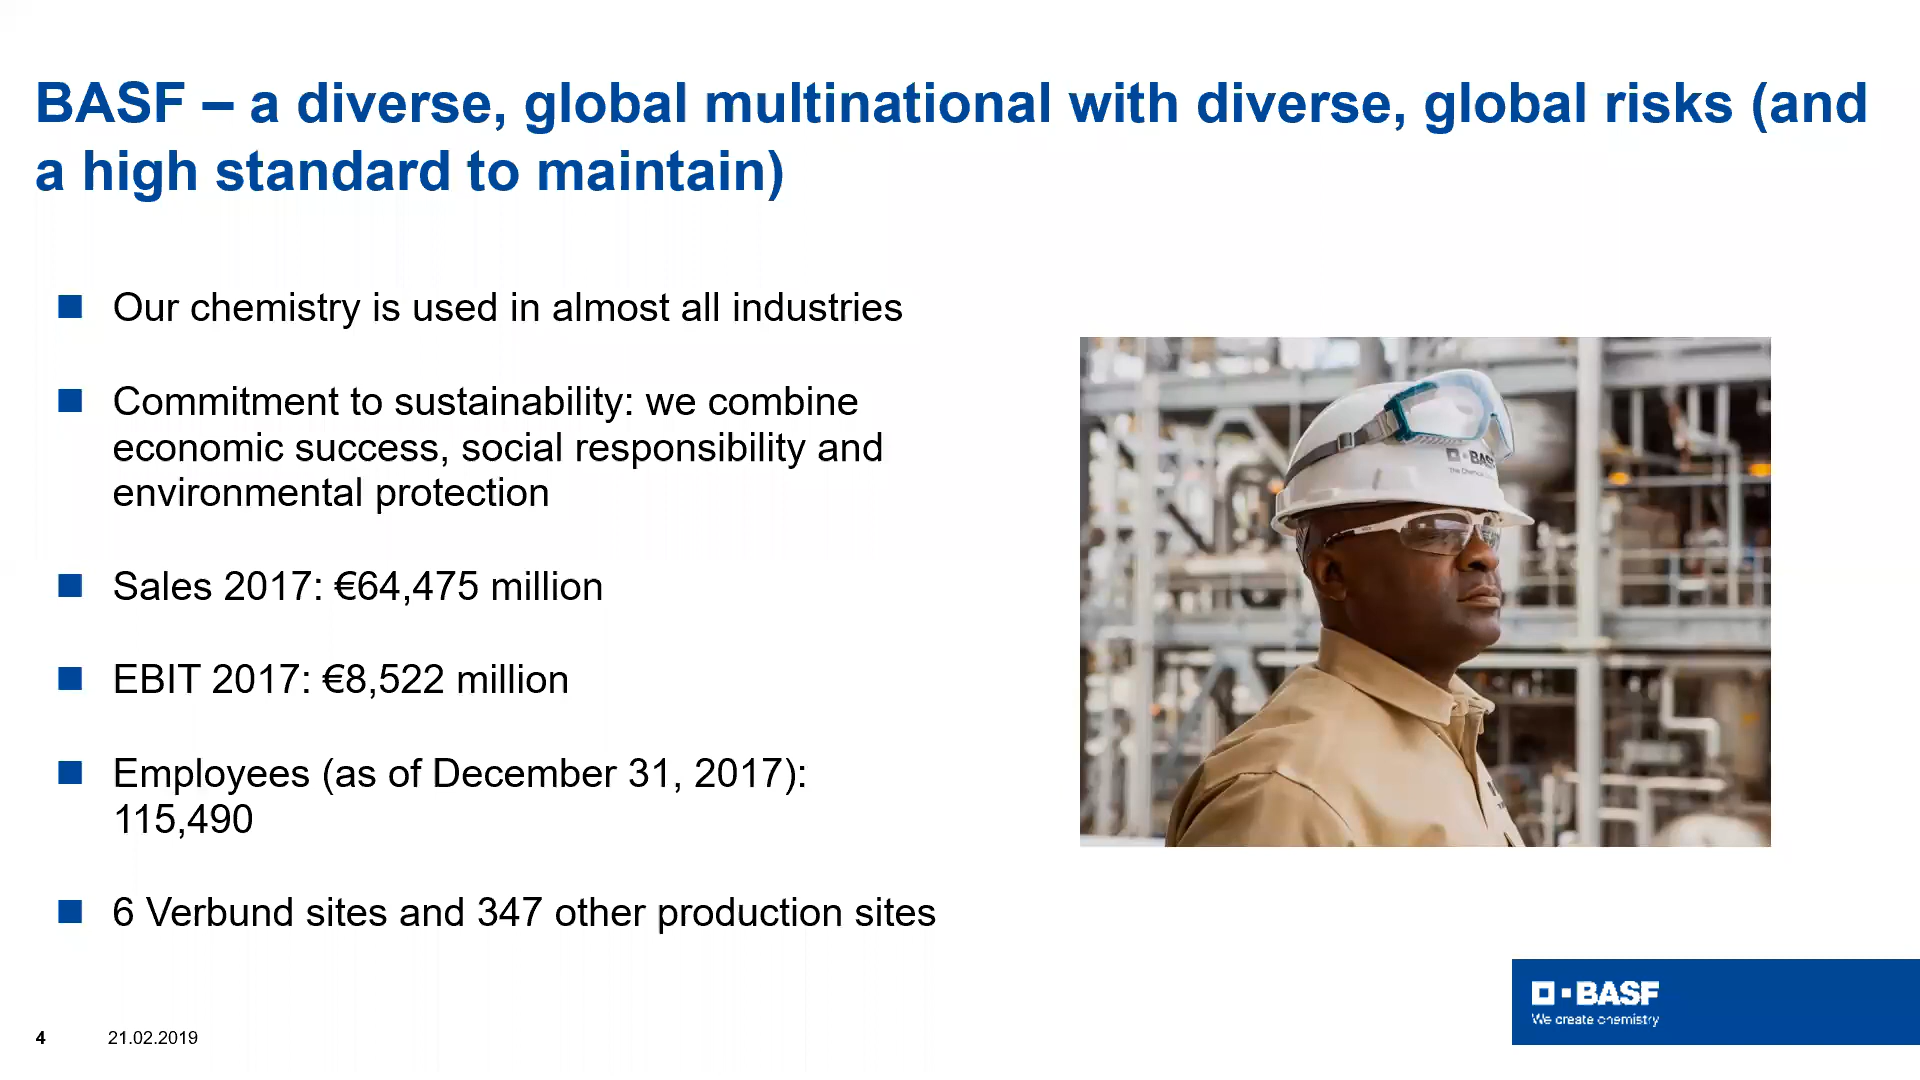 BASF – a diverse, global multinational with diverse, global risks (and
a high standard to maintain)
Our chemistry is used in almost all industries
Commitment to sustainability: we combine
economic success, social responsibility and
environmental protection
Sales 2017: €64,475 million
EBIT 2017: €8,522 million
Employees (as of December 31, 2017):
115,490
6 Verbund sites and 347 other production sites
BASF
BASF
We create chemistry
4 21.02.2019